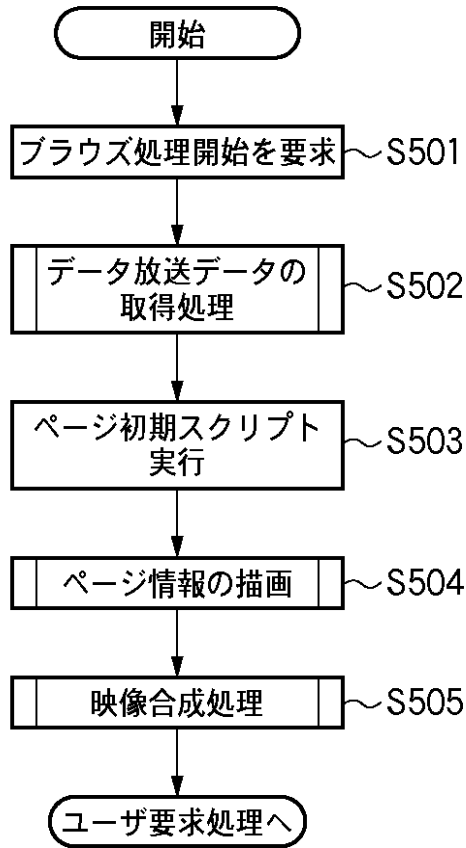 開始
ブラウズ処理開始を要求 S501
データ放送データの
取得処理 S502
ページ初期スクリプト
実行 S503
ページ情報の描画 S504
映像合成処理 S505
ユーザ要求処理へ